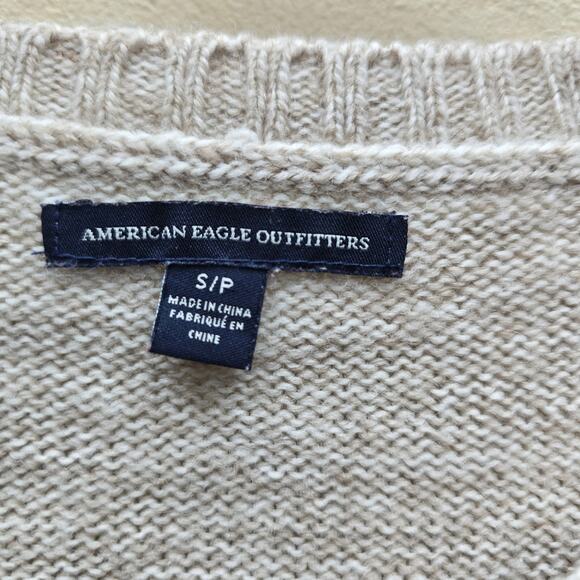 AMERICAN EAGLE OUTFITTERS
S/P
MADE IN CHINA
FABRIQUÉ EN
CHINE